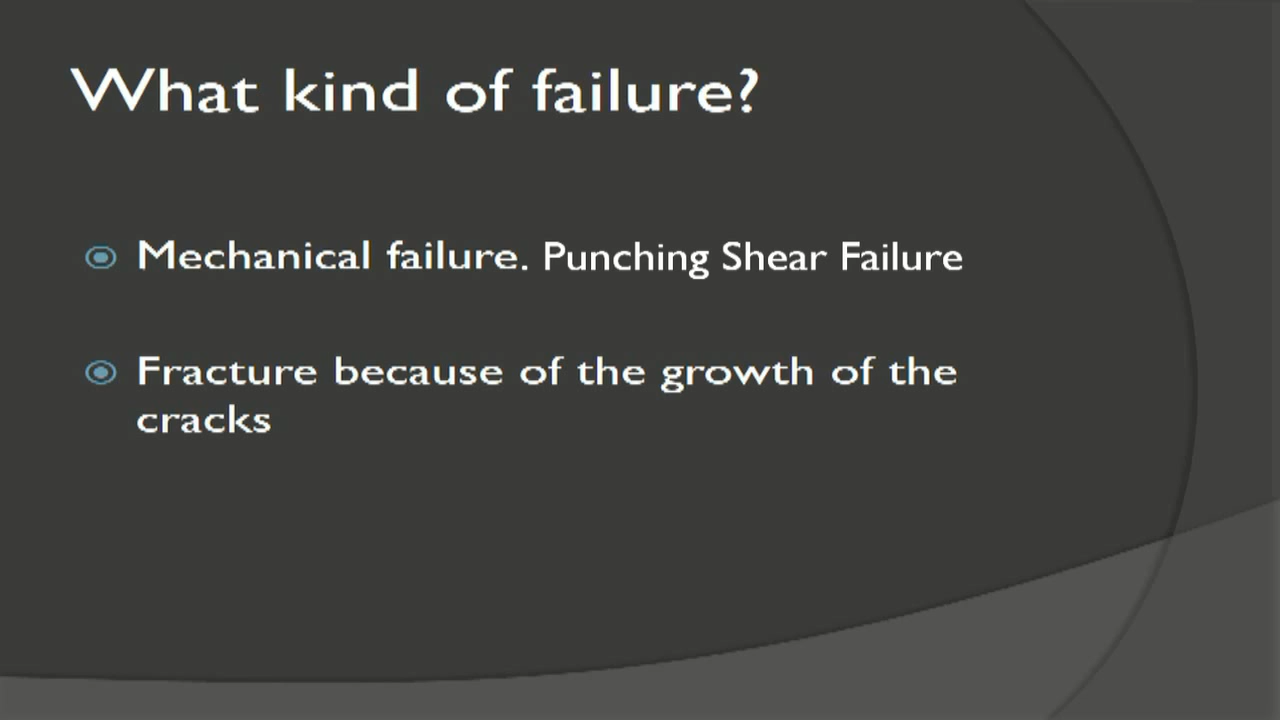 What kind of failure?
Mechanical failure. Punching Shear Failure
Fracture because of the growth of the
cracks